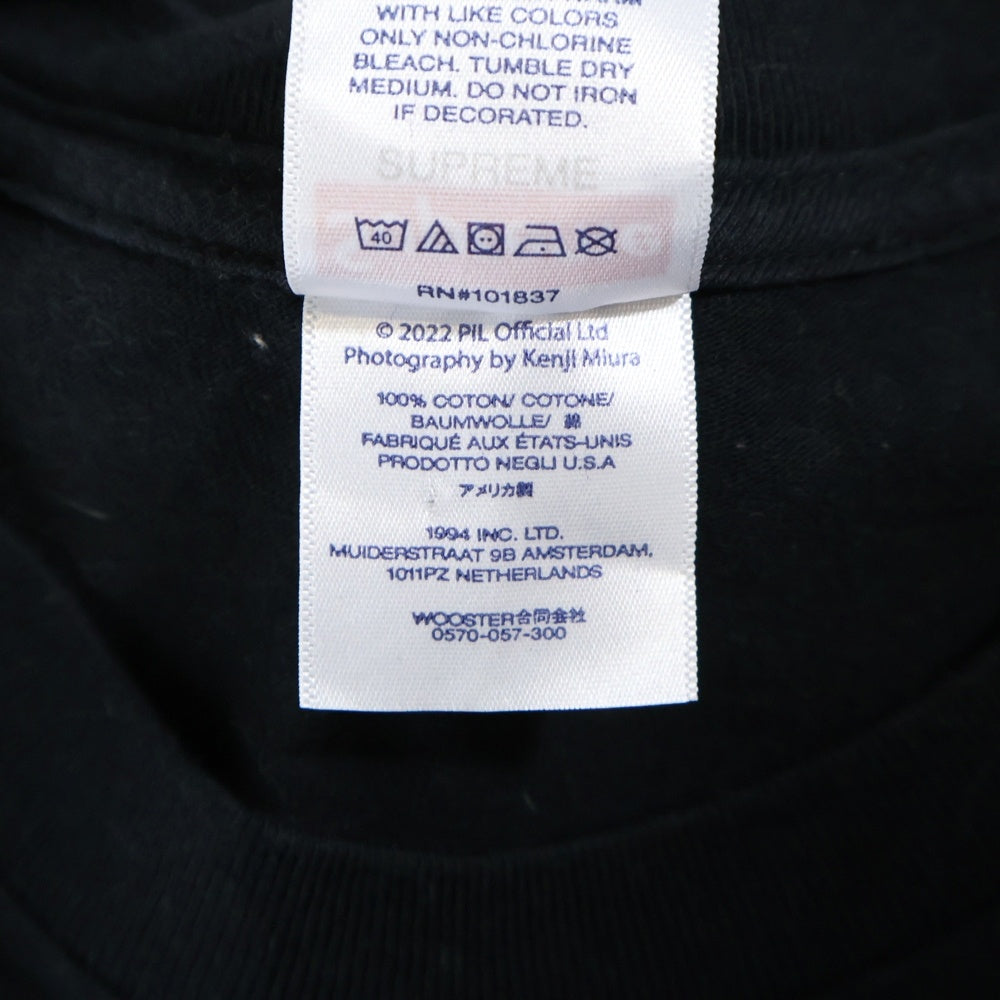 WITH LIKE COLORS
ONLY NON-CHLORINE
BLEACH. TUMBLE DRY
MEDIUM. DO NOT IRON
IF DECORATED.
SUPREME
40
RN#101837
© 2022 PIL Official Ltd
Photography by Kenji Miura
100% COTON/ COTONE/
BAUMWOLLE/ 綿
FABRIQUÉ AUX ÉTATS-UNIS
PRODOTTO NEGLI U.S.A
アメリカ製
1994 INC. LTD.
MUIDERSTRAAT 9B AMSTERDAM,
1011PZ NETHERLANDS
WOOSTER合同会社
0570-057-300